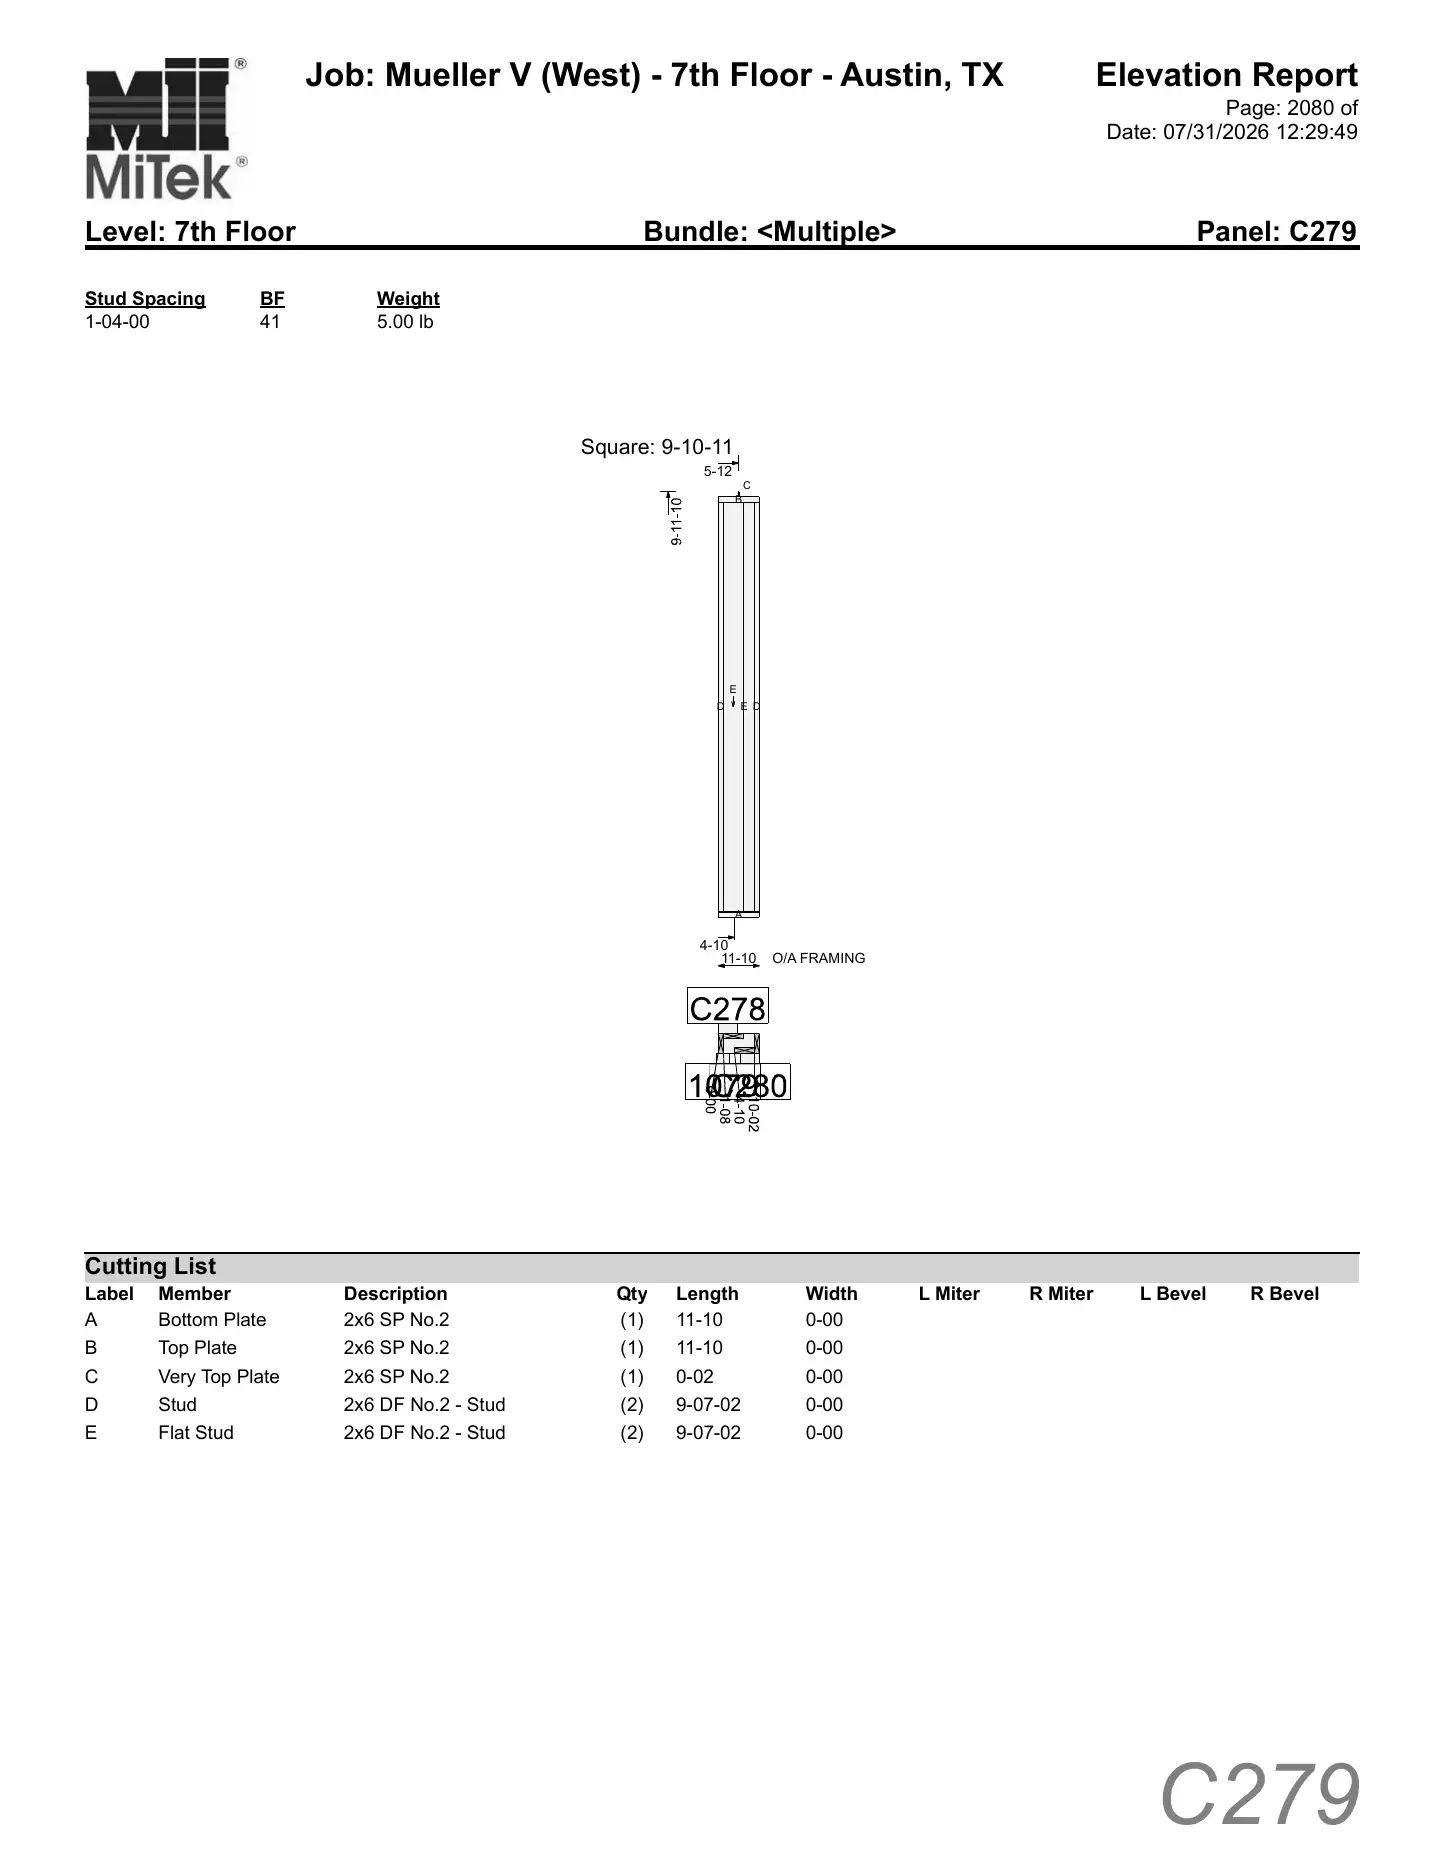 Job: Mueller V (West) - 7th Floor - Austin, TX
Elevation Report
Page: 2080 of
Date: 07/31/2026 12:29:49
MiTek®
Level: 7th Floor Bundle: <Multiple> Panel: C279
Stud Spacing BF Weight
1-04-00 41 5.00 lb
Square: 9-10-11
5-12
C
B
9-11-10
E
D E D
A
4-10
11-10 O/A FRAMING
C278
1-08
4-10
10-02
Cutting List
Label Member Description Qty Length Width L Miter R Miter L Bevel R Bevel
A Bottom Plate 2x6 SP No.2 (1) 11-10 0-00
B Top Plate 2x6 SP No.2 (1) 11-10 0-00
C Very Top Plate 2x6 SP No.2 (1) 0-02 0-00
D Stud 2x6 DF No.2 - Stud (2) 9-07-02 0-00
E Flat Stud 2x6 DF No.2 - Stud (2) 9-07-02 0-00
C279